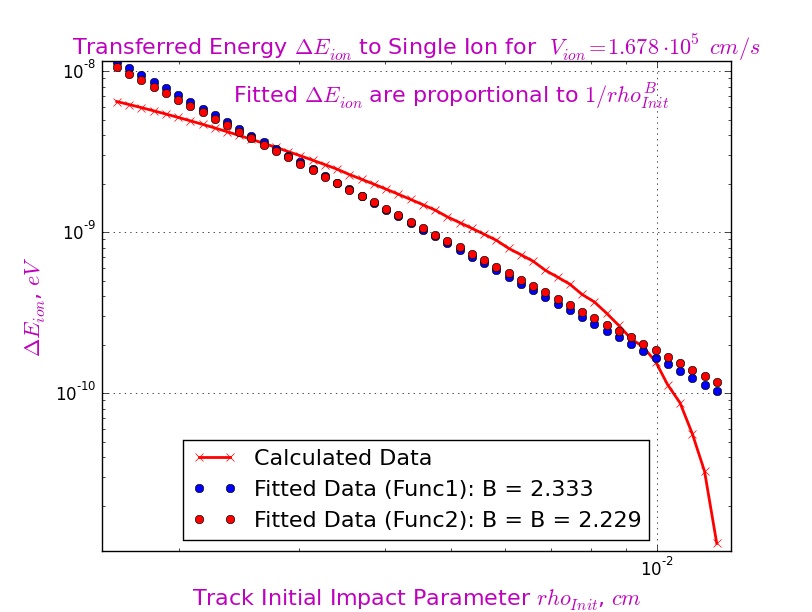 Transferred Energy ΔE_ion to Single Ion for V_ion=1.678·10^5 cm/s
Fitted ΔE_ion are proportional to 1/rho_Init^B
10^-8
10^-9
10^-10
ΔE_ion, eV
Calculated Data
Fitted Data (Func1): B = 2.333
Fitted Data (Func2): B = B = 2.229
10^-2
Track Initial Impact Parameter rho_Init, cm